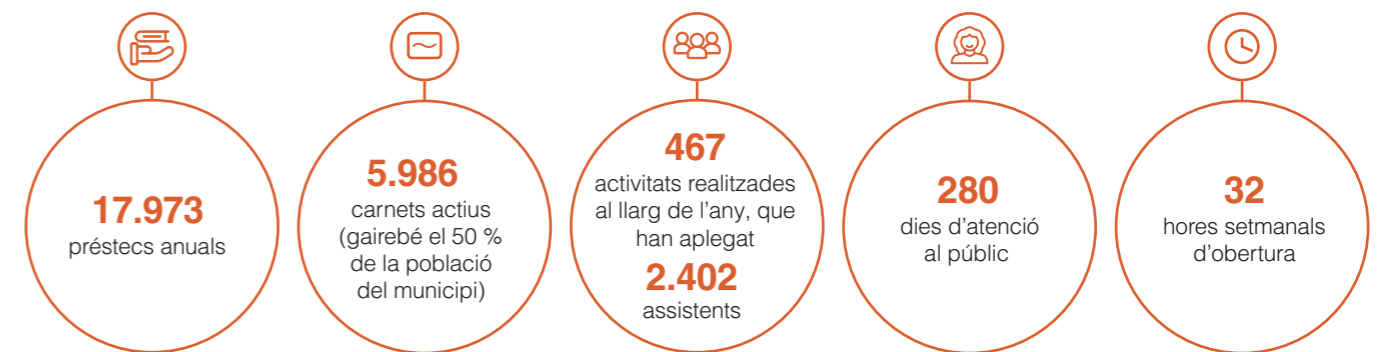 17.973
préstecs anuals
5.986
carnets actius
(gairebé el 50 %
de la població
del municipi)
467
activitats realitzades
al llarg de l’any, que
han aplegat
2.402
assistents
280
dies d’atenció
al públic
32
hores setmanals
d’obertura